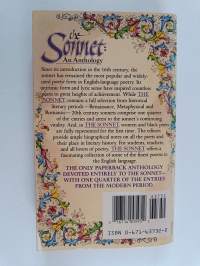 the
Sonnet:
An Anthology
Since its introduction in the 16th century, the
sonnet has remained the most popular and widely-
used poetic form in English-language poetry. Its
intrinsic form and lyric sense have inspired countless
poets to great heights of achievement. While THE
SONNET contains a full selection from historical
literary periods—Renaissance, Metaphysical and
Romantic—20th century sonnets comprise one quarter
of the entries and attest to the sonnet's continuing
vitality. And, in THE SONNET women and black poets
are fully represented for the first time. The editors
provide simple biographical notes on all the poets and
their place in literary history. For students, teachers,
and all lovers of poetry, THE SONNET offers a
fascinating collection of some of the finest poems in
the English language.
THE ONLY PAPERBACK ANTHOLOGY
DEVOTED ENTIRELY TO THE SONNET—
WITH ONE QUARTER OF THE ENTRIES
FROM THE MODERN PERIOD.
ISBN 0-671-63732-2